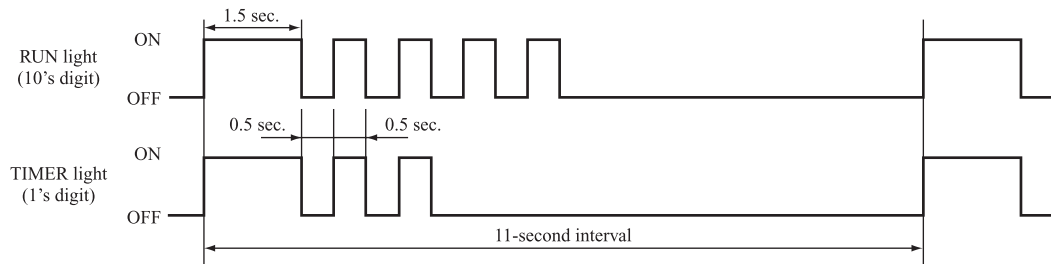 1.5 sec.
ON
RUN light
(10's digit)
OFF
0.5 sec.
0.5 sec.
ON
TIMER light
(1's digit)
OFF
11-second interval